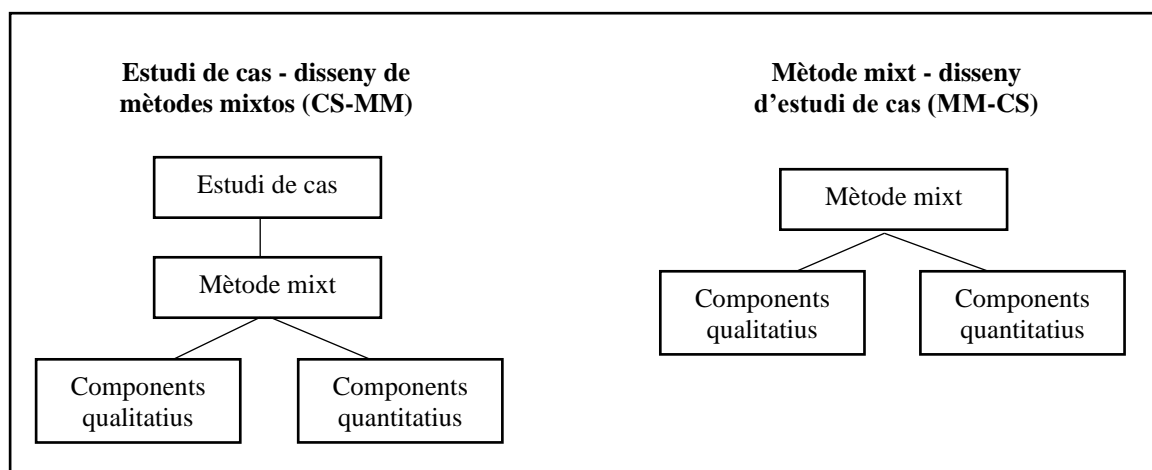 Estudi de cas - disseny de
mètodes mixtos (CS-MM)
Estudi de cas
Mètode mixt
Components
qualitatius
Components
quantitatius
Mètode mixt - disseny
d’estudi de cas (MM-CS)
Mètode mixt
Components
qualitatius
Components
quantitatius